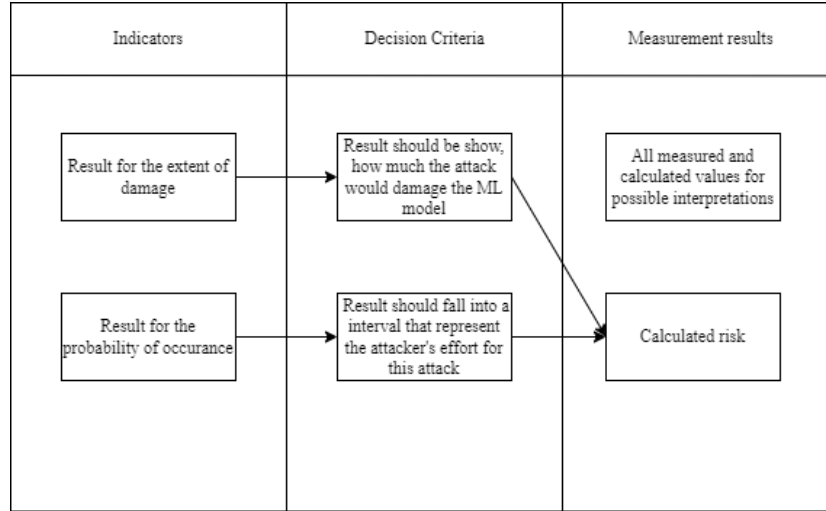 Indicators
Decision Criteria
Measurement results
Result for the extent of
damage
Result should be show,
how much the attack
would damage the ML
model
All measured and
calculated values for
possible interpretations
Result for the
probability of occurance
Result should fall into a
interval that represent
the attacker's effort for
this attack
Calculated risk